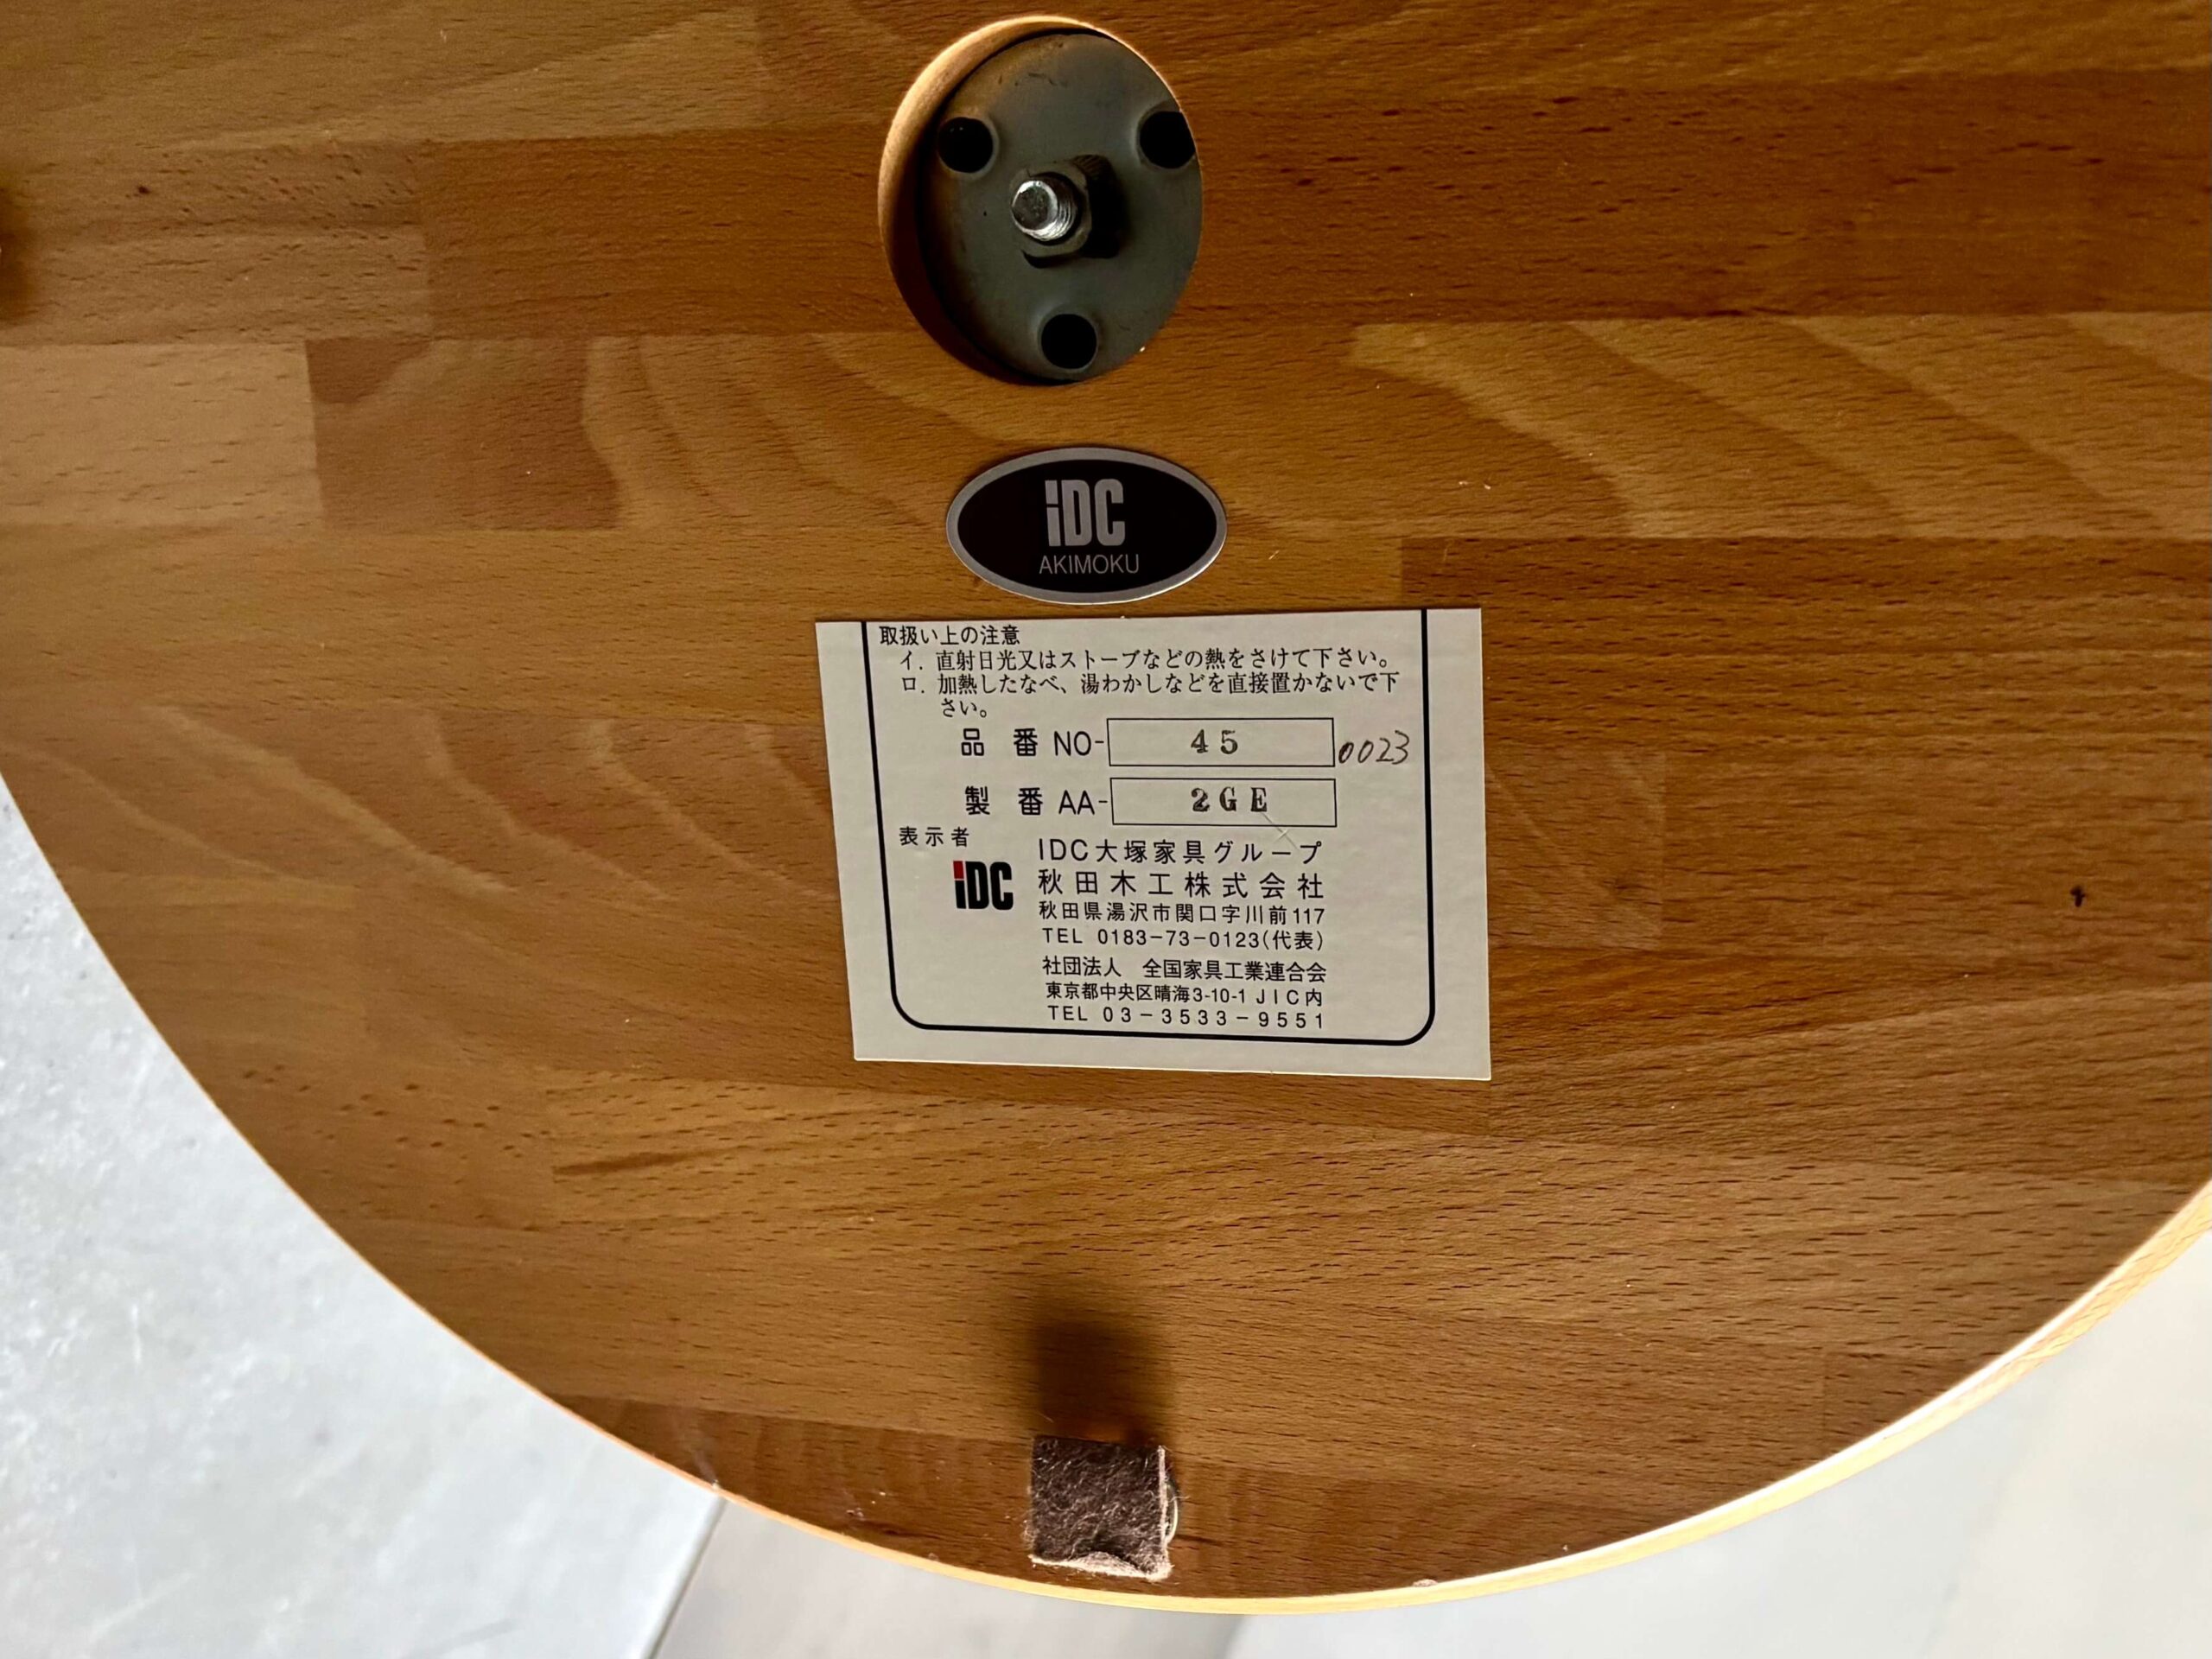 iDC
AKIMOKU
取扱い上の注意
イ. 直射日光又はストーブなどの熱をさけて下さい。
ロ. 加熱したなべ、湯わかしなどを直接置かないで下
さい。
品 番 NO- 45 0023
製 番 AA- 2GE
表示者
iDC
IDC大塚家具グループ
秋田木工株式会社
秋田県湯沢市関口字川前117
TEL 0183-73-0123(代表)
社団法人 全国家具工業連合会
東京都中央区晴海3-10-1 JIC内
TEL 03-3533-9551